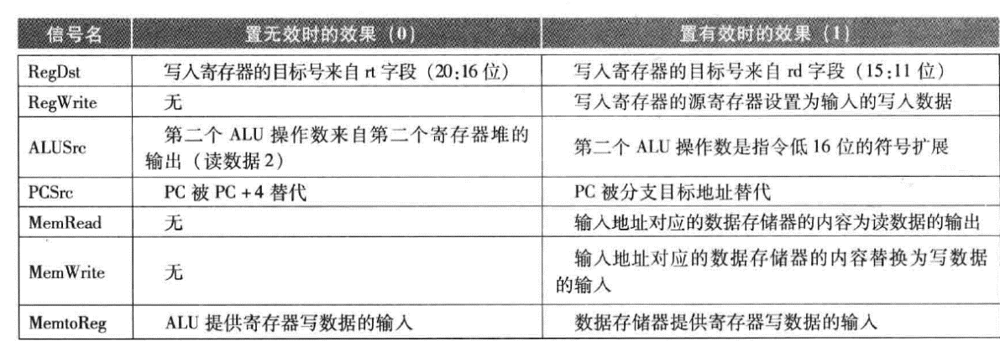 信号名 置无效时的效果（0） 置有效时的效果（1）
RegDst 写入寄存器的目标号来自 rt 字段（20:16 位） 写入寄存器的目标号来自 rd 字段（15:11 位）
RegWrite 无 写入寄存器的源寄存器设置为输入的写入数据
ALUSrc 第二个 ALU 操作数来自第二个寄存器堆的
输出（读数据 2） 第二个 ALU 操作数是指令低 16 位的符号扩展
PCSrc PC 被 PC + 4 替代 PC 被分支目标地址替代
MemRead 无 输入地址对应的数据存储器的内容为读数据的输出
MemWrite 无 输入地址对应的数据存储器的内容替换为写数据
的输入
MemtoReg ALU 提供寄存器写数据的输入 数据存储器提供寄存器写数据的输入